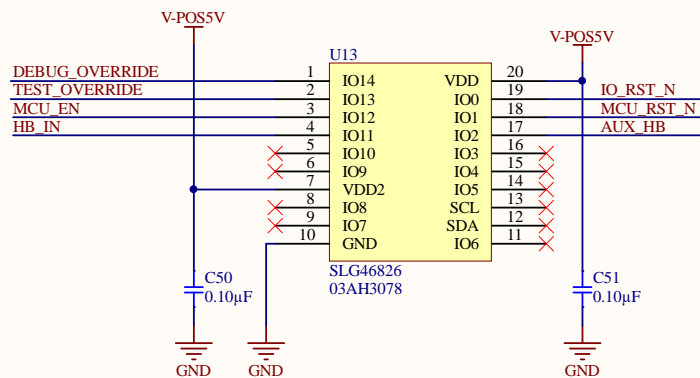 V-POS5V
V-POS5V
U13
DEBUG_OVERRIDE 1 IO14 VDD 20
TEST_OVERRIDE 2 IO13 IO0 19 IO_RST_N
MCU_EN 3 IO12 IO1 18 MCU_RST_N
HB_IN 4 IO11 IO2 17 AUX_HB
5 IO10 IO3 16
6 IO9 IO4 15
7 VDD2 IO5 14
8 IO8 SCL 13
9 IO7 SDA 12
10 GND IO6 11
SLG46826
03AH3078
C50
0.10µF
C51
0.10µF
GND
GND
GND